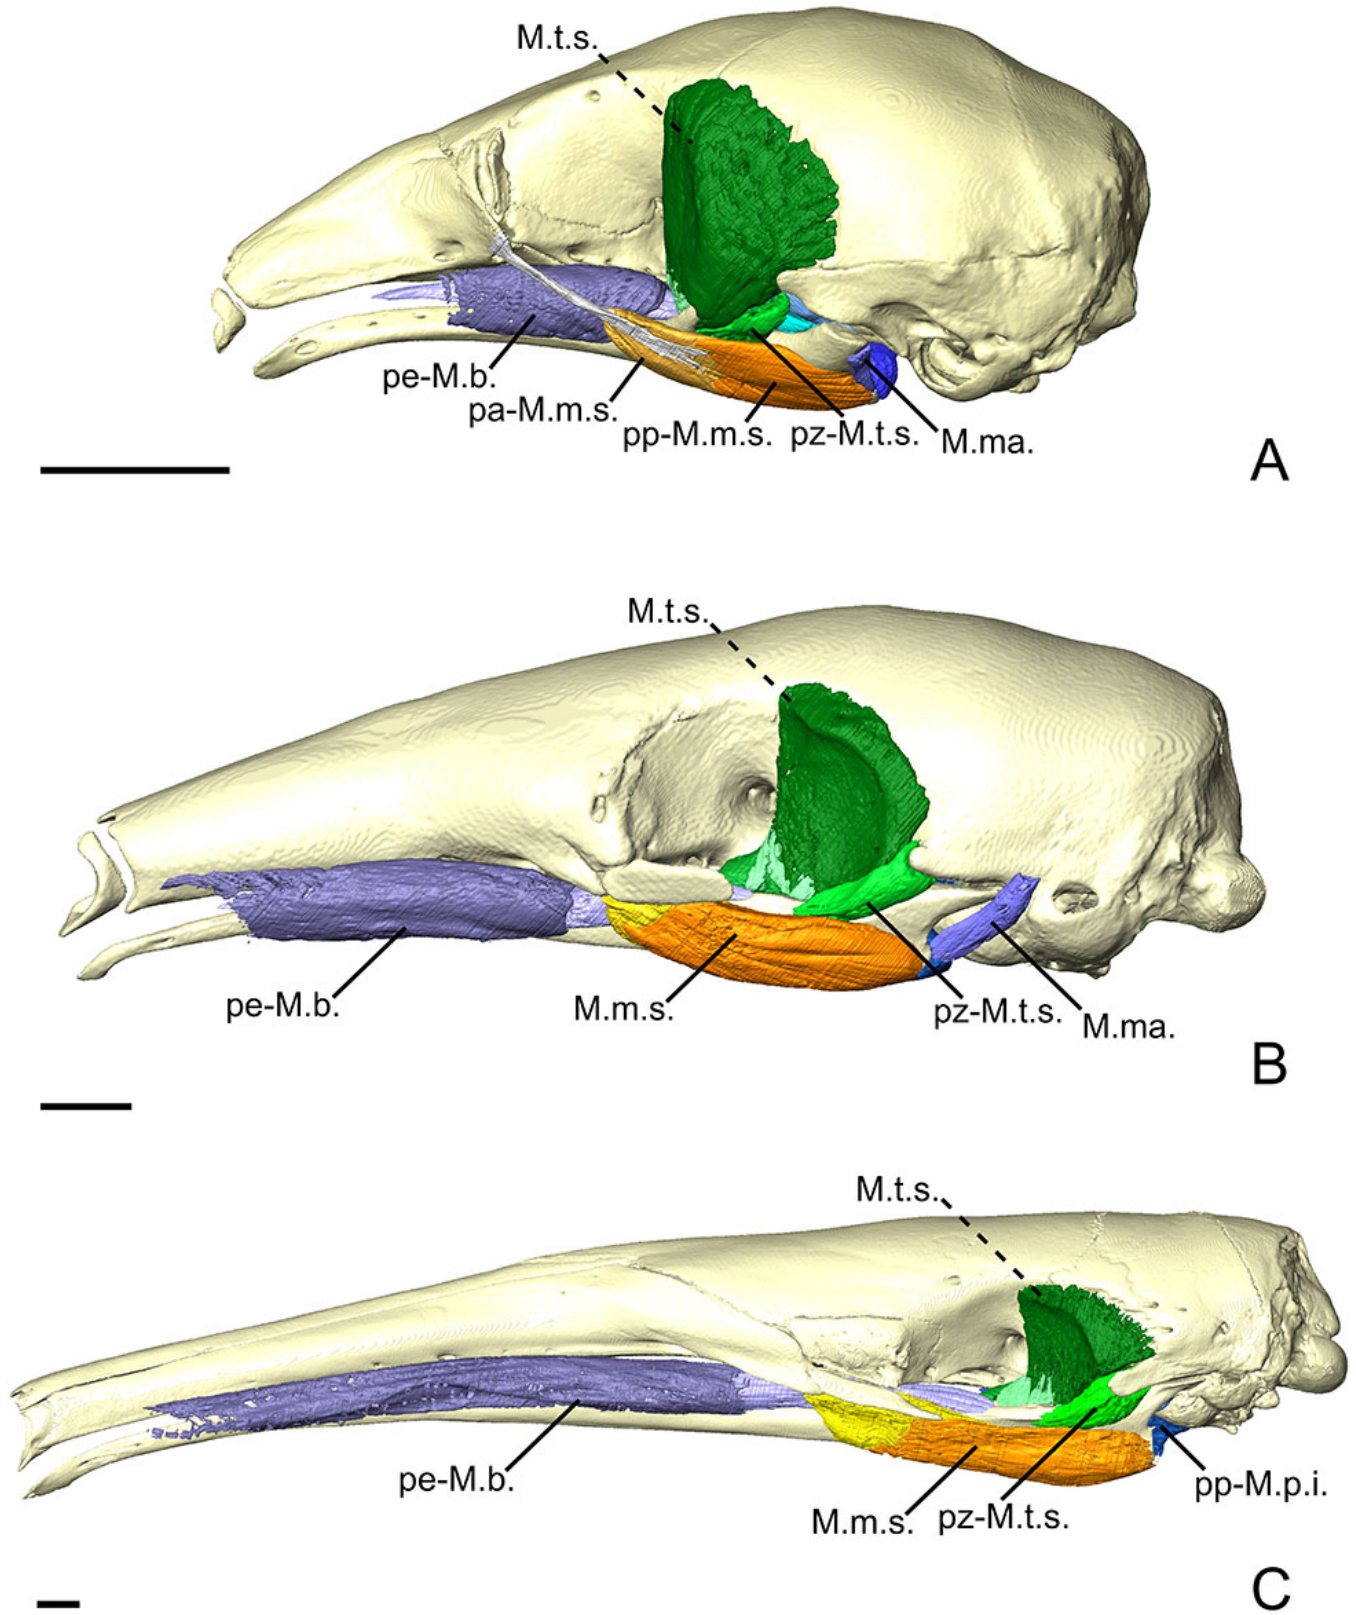 M.t.s.
pe-M.b.
pa-M.m.s.
pp-M.m.s. pz-M.t.s. M.ma.
A
M.t.s.
pe-M.b. M.m.s. pz-M.t.s. M.ma.
B
M.t.s.
pe-M.b. pp-M.p.i.
M.m.s. pz-M.t.s.
C